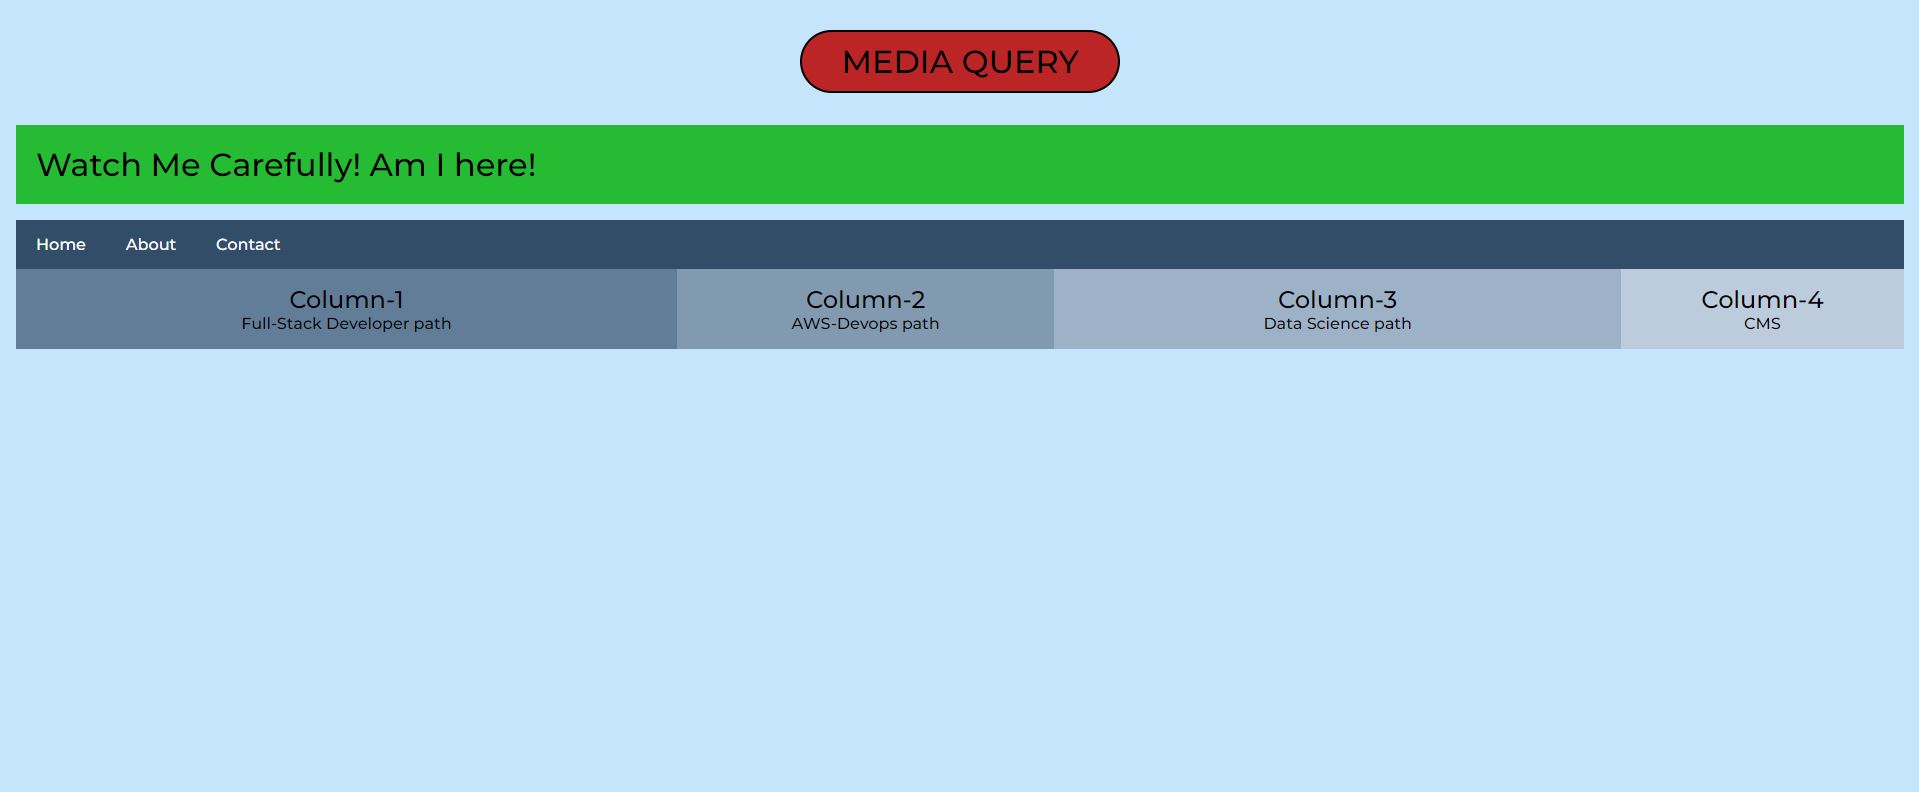 MEDIA QUERY
Watch Me Carefully! Am I here!
Home About Contact
Column-1
Full-Stack Developer path
Column-2
AWS-Devops path
Column-3
Data Science path
Column-4
CMS